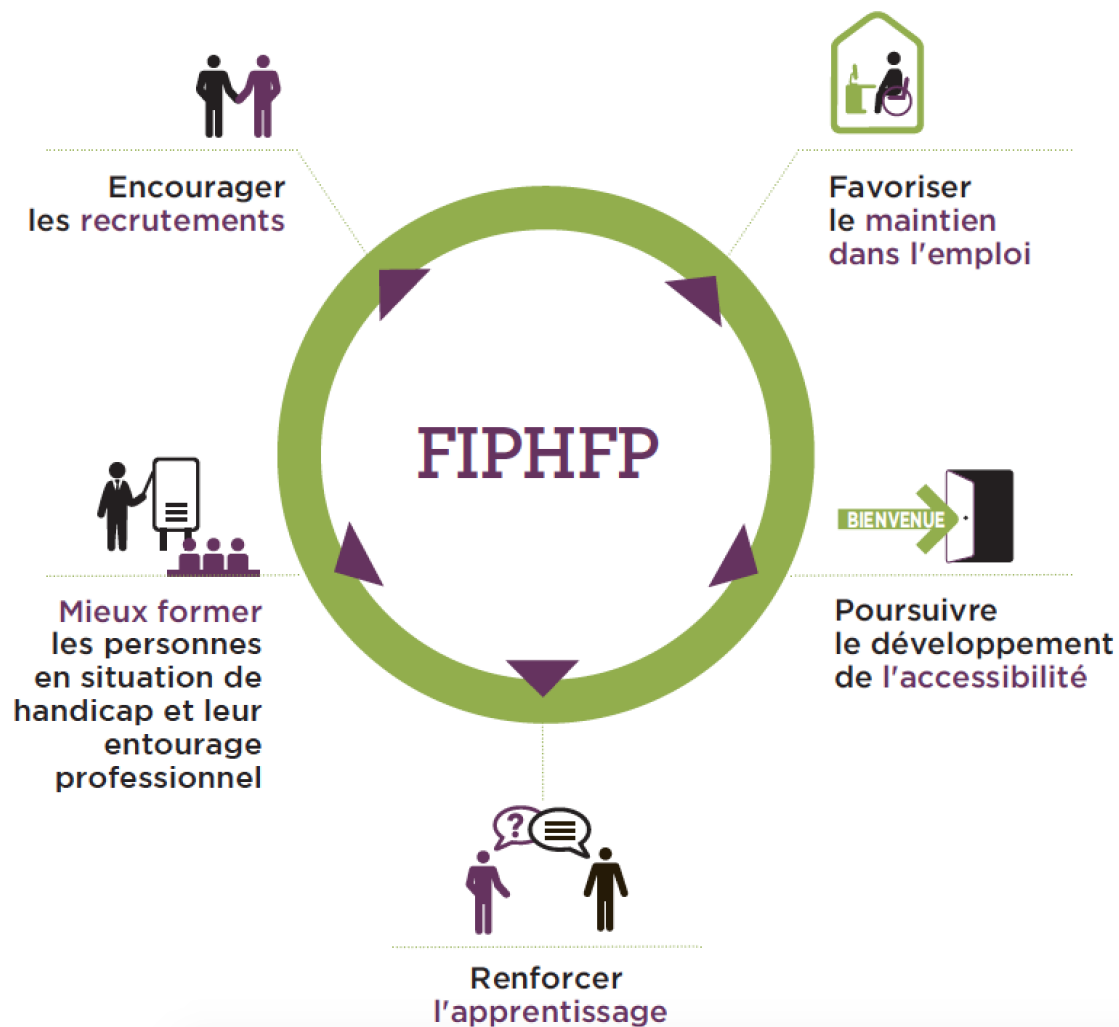 Encourager
les recrutements
Favoriser
le maintien
dans l'emploi
FIPHFP
BIENVENUE
Mieux former
les personnes
en situation de
handicap et leur
entourage
professionnel
Poursuivre
le développement
de l'accessibilité
?
Renforcer
l'apprentissage